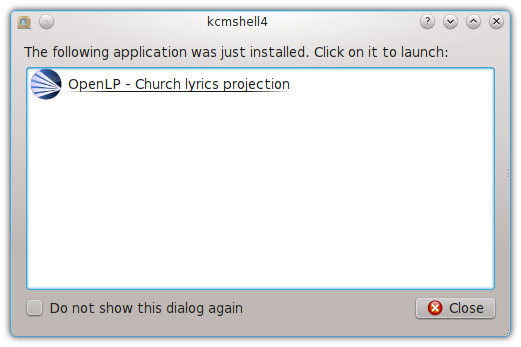 kcmshell4
The following application was just installed. Click on it to launch:
OpenLP - Church lyrics projection
Do not show this dialog again
Close